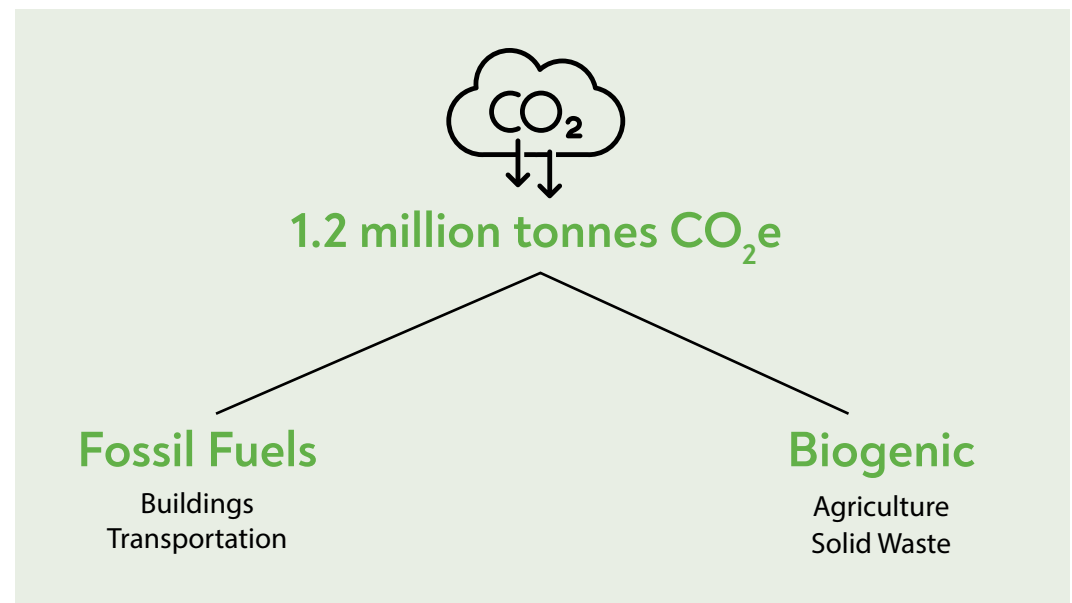 CO₂
1.2 million tonnes CO₂e
Fossil Fuels
Buildings
Transportation
Biogenic
Agriculture
Solid Waste